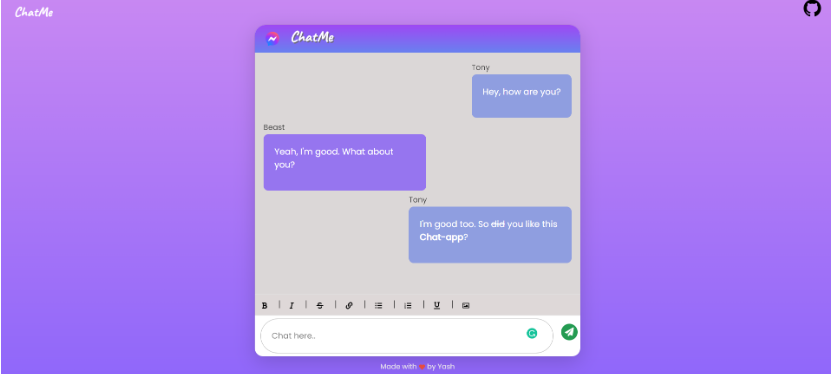 ChatMe
ChatMe
Tony
Hey, how are you?
Beast
Yeah, I'm good. What about
you?
Tony
I'm good too. So did you like this
Chat-app?
B | I | S | | | | U |
Chat here..
Made with ❤ by Yash